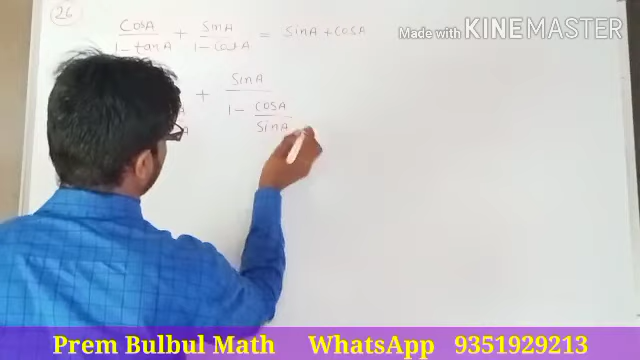 Made with KINEMASTER
26
CosA/1-tanA + SinA/1-CotA = SinA+COSA
+ SinA/1- COSA/SinA
Prem Bulbul Math WhatsApp 9351929213